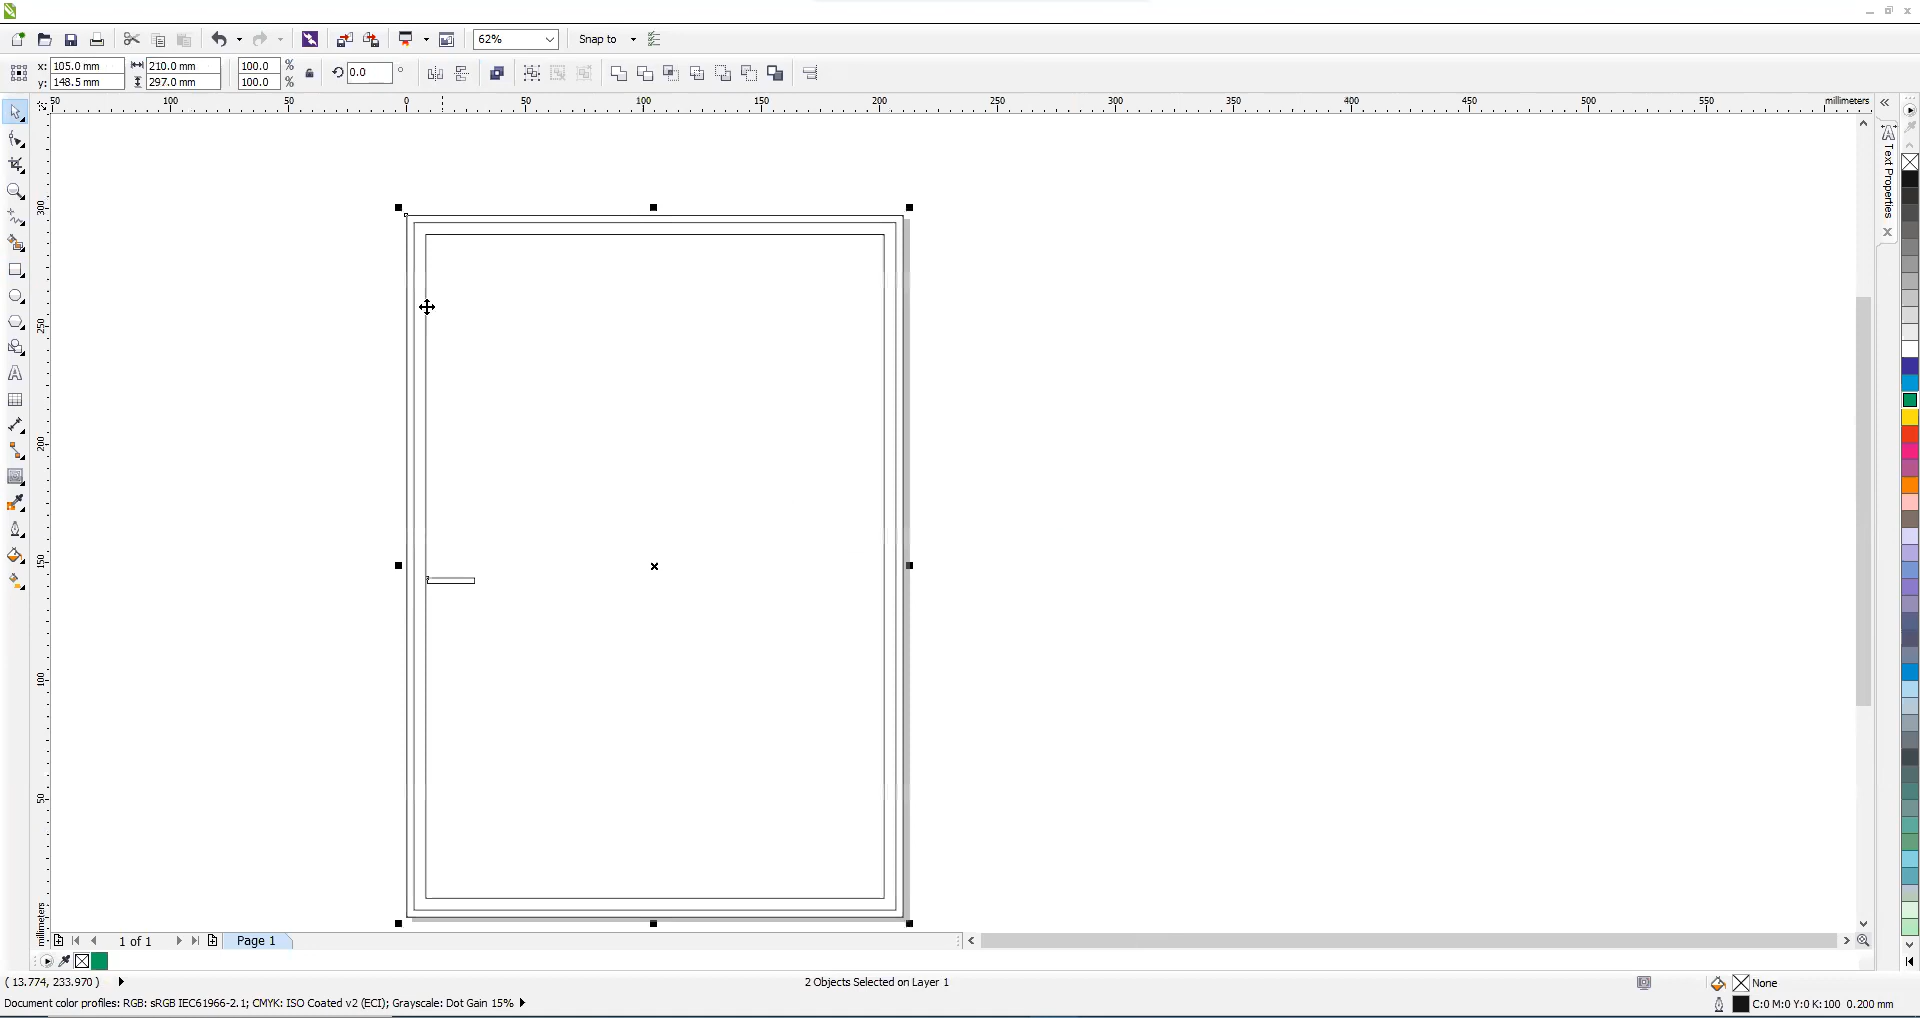 62%
Snap to
x: 105.0 mm
y: 148.5 mm
210.0 mm
297.0 mm
100.0 %
100.0 %
0.0 °
50 100 50 0 50 100 150 200 250 300 350 400 450 500 550 millimeters
Text Properties
300
250
200
150
100
50
millimeters
1 of 1
Page 1
( 13.774, 233.970 )
2 Objects Selected on Layer 1
None
Document color profiles: RGB: sRGB IEC61966-2.1; CMYK: ISO Coated v2 (ECI); Grayscale: Dot Gain 15%
C:0 M:0 Y:0 K:100 0.200 mm